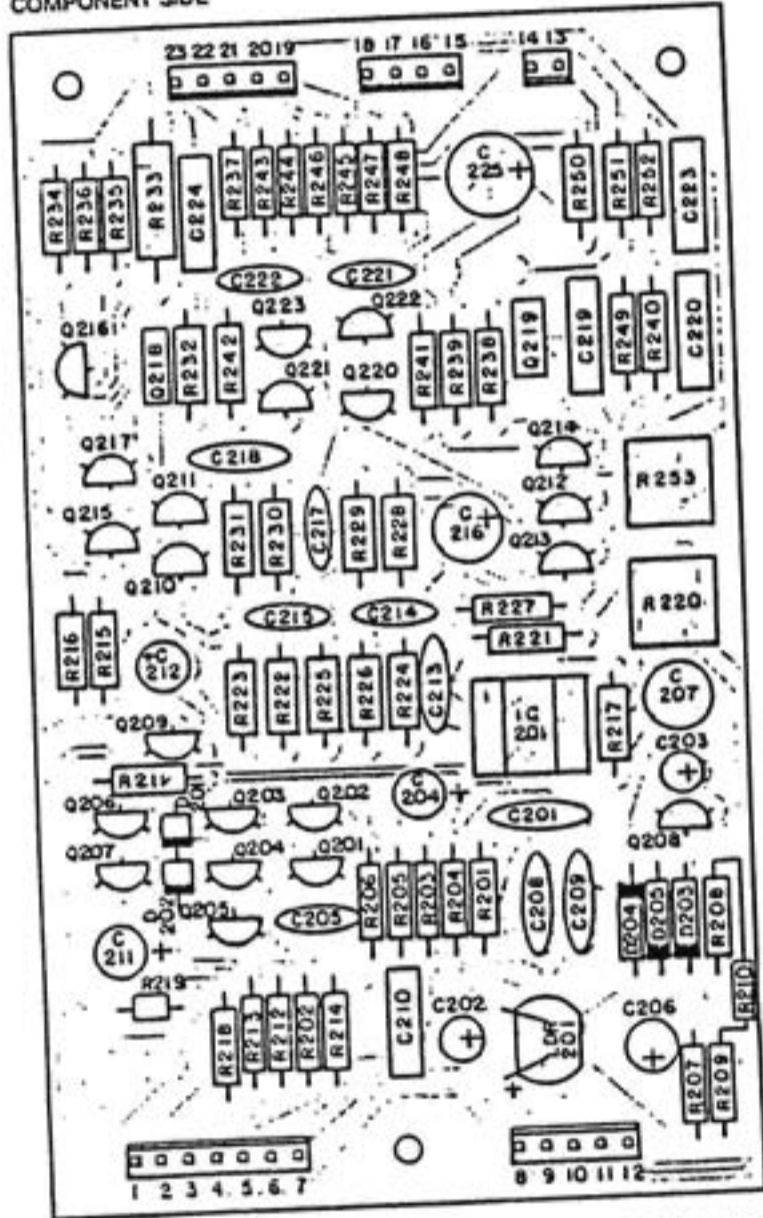 COMPONENT SIDE
23 22 21 20 19 18 17 16 15 14 13
R234 R236 R235 R233 C224 R237 R243 R244 R246 R245 R247 R248 C 225 + R250 R251 R252 C223
C222 C221
Q216 Q218 R232 R242 Q223 Q222 R241 R239 R238 Q219 C219 R249 R240 C220
Q221 Q220
Q217 C218 Q214
R253
Q215 Q211 R231 R230 C217 R229 R228 C 216 + Q212
Q210 Q213
R220
R216 R215 C215 C214 R227
R221
+C 212 R223 R222 R225 R226 R224 C213 IC 201 R217 C 207
Q209 C203
+
R211 D201 C 204 +
Q206 Q203 Q202 C201 Q208
Q207 Q204 Q201
D202 Q205 C205 R206 R205 R203 R204 R201 C208 C209 D204 D205 D203 R208
C 211 +
R219 R210
R218 R213 R212 R202 R214 C210 C202 + DR 201 + C206 + R207 R209
1 2 3 4 5 6 7 8 9 10 11 12